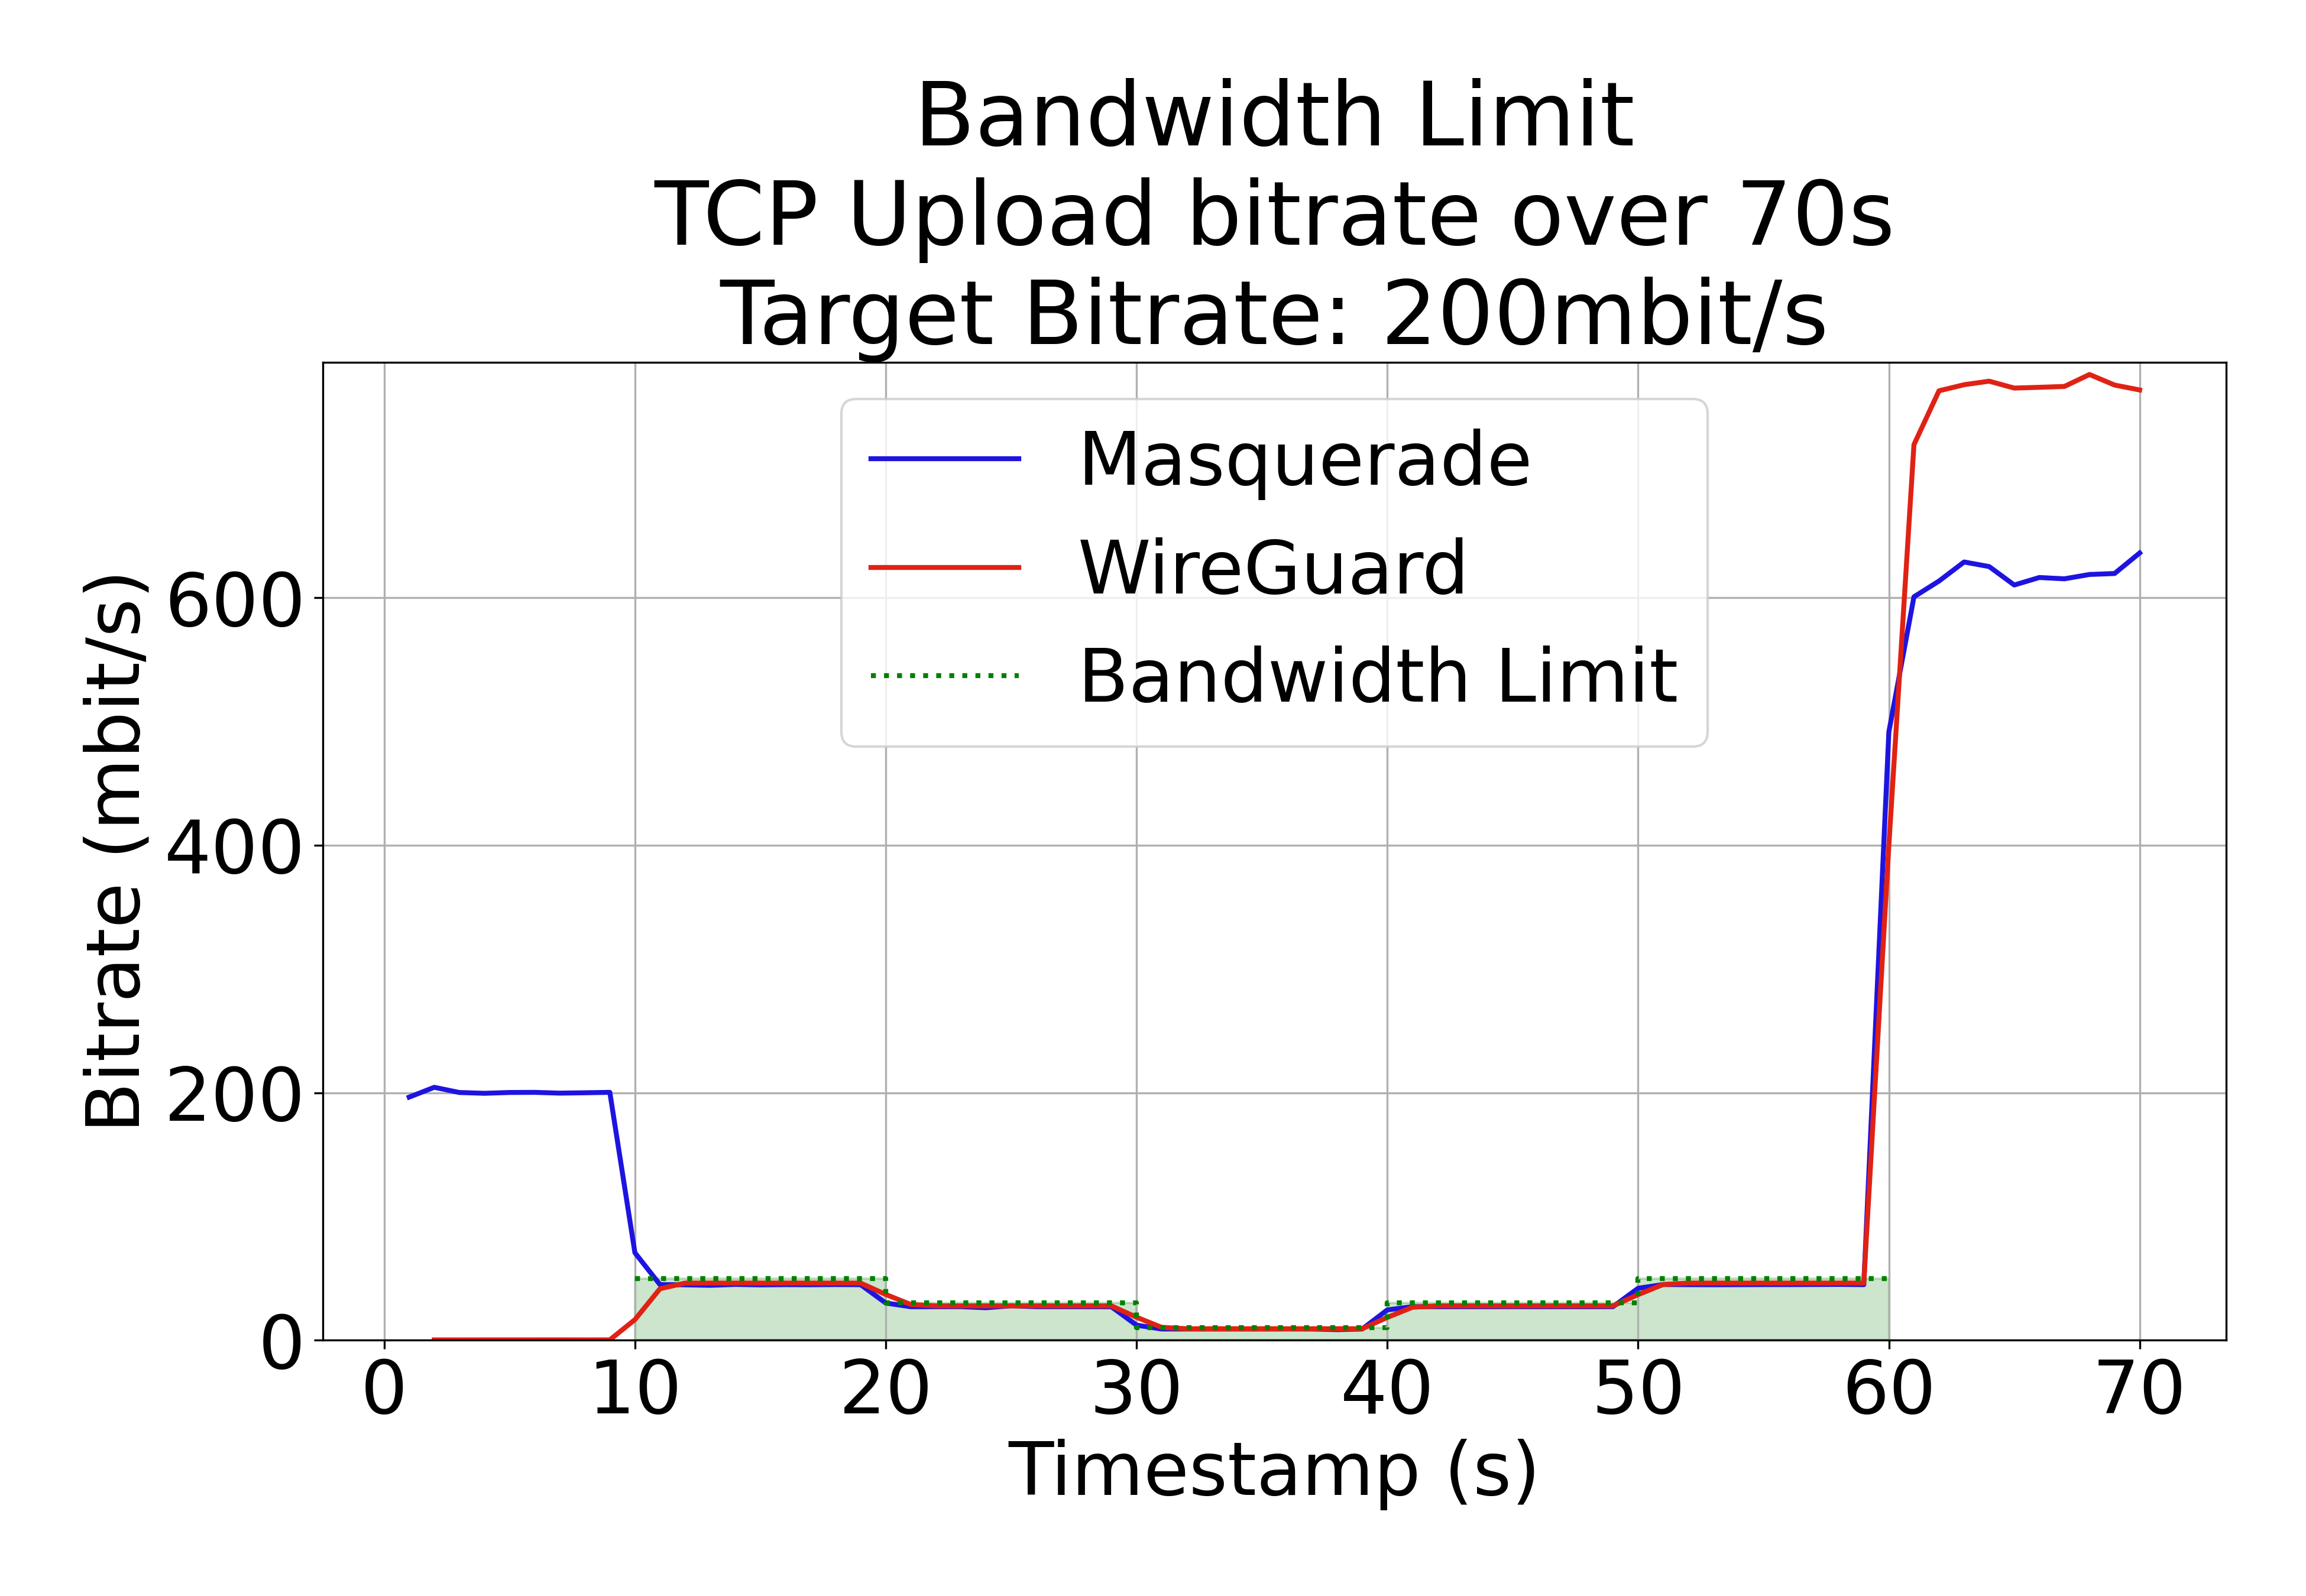 Bandwidth Limit
TCP Upload bitrate over 70s
Target Bitrate: 200mbit/s
Masquerade
WireGuard
Bandwidth Limit
Bitrate (mbit/s)
600
400
200
0
0 10 20 30 40 50 60 70
Timestamp (s)